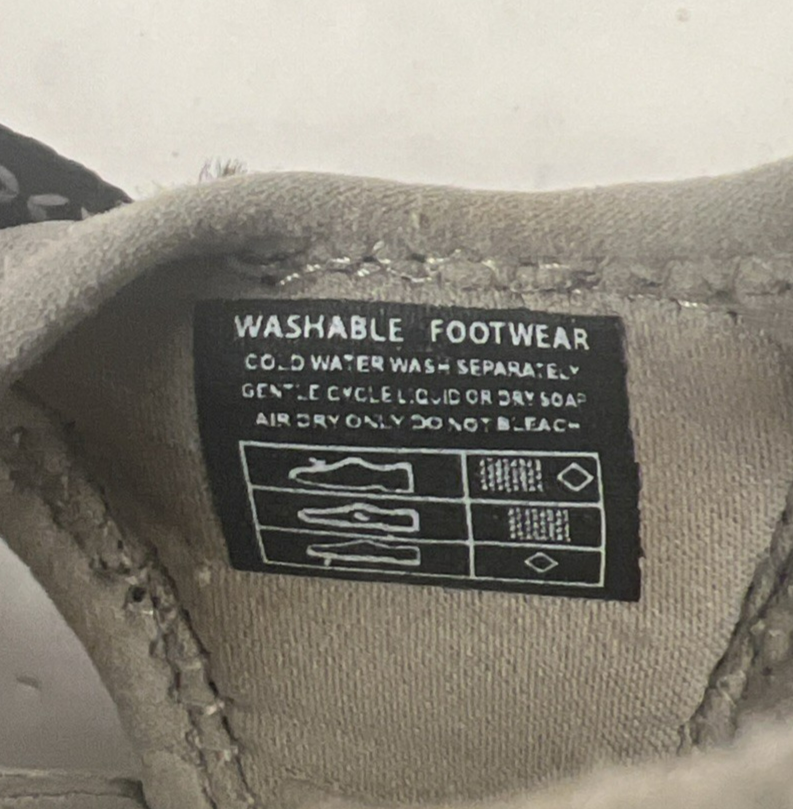 WASHABLE FOOTWEAR
COLD WATER WASH SEPARATELY
GENTLE CYCLE LIQUID OR DRY SOAP
AIR DRY ONLY DO NOT BLEACH